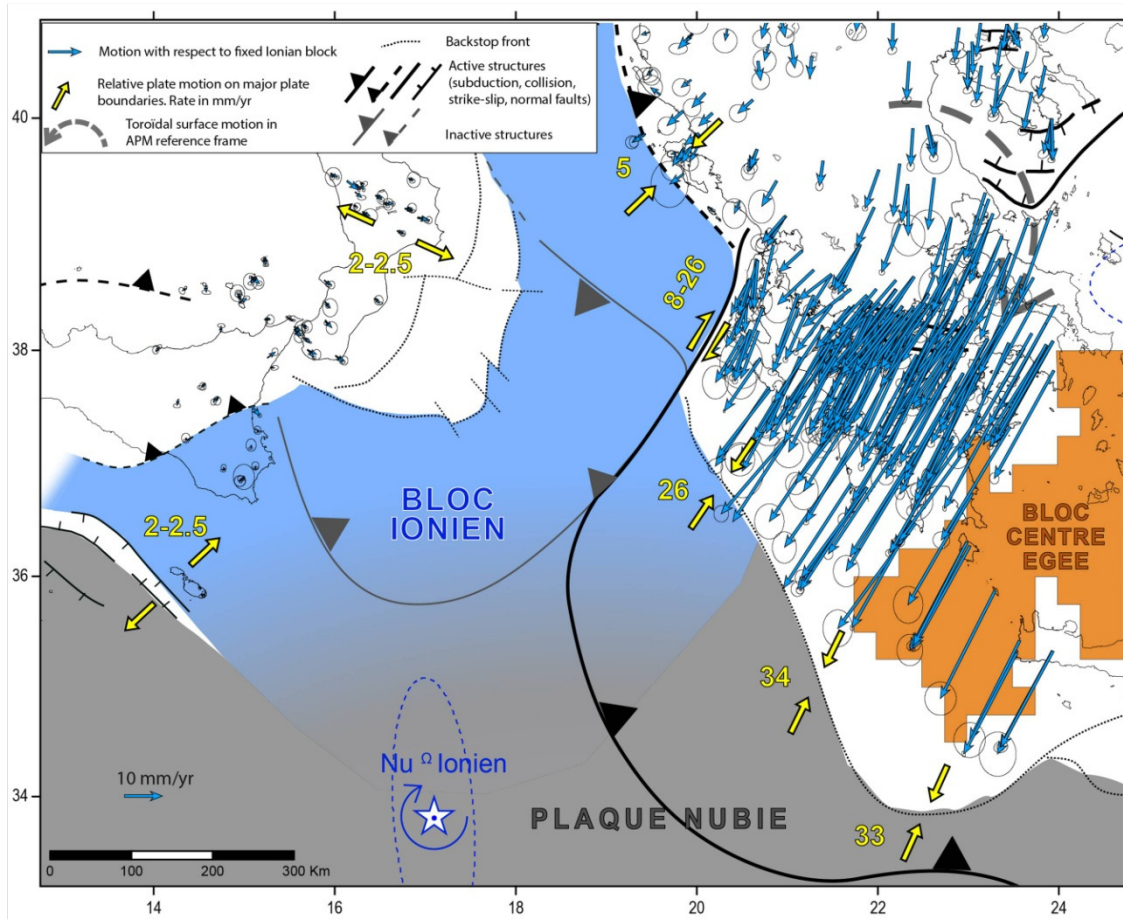 Motion with respect to fixed Ionian block
Relative plate motion on major plate
boundaries. Rate in mm/yr
Toroïdal surface motion in
APM reference frame
Backstop front
Active structures
(subduction, collision,
strike-slip, normal faults)
Inactive structures
40
38
36
34
5
2-2.5
8-26
26
2-2.5
34
33
BLOC
IONIEN
BLOC
CENTRE
EGEE
Nu Ω Ionien
PLAQUE NUBIE
10 mm/yr
0 100 200 300 Km
14 16 18 20 22 24